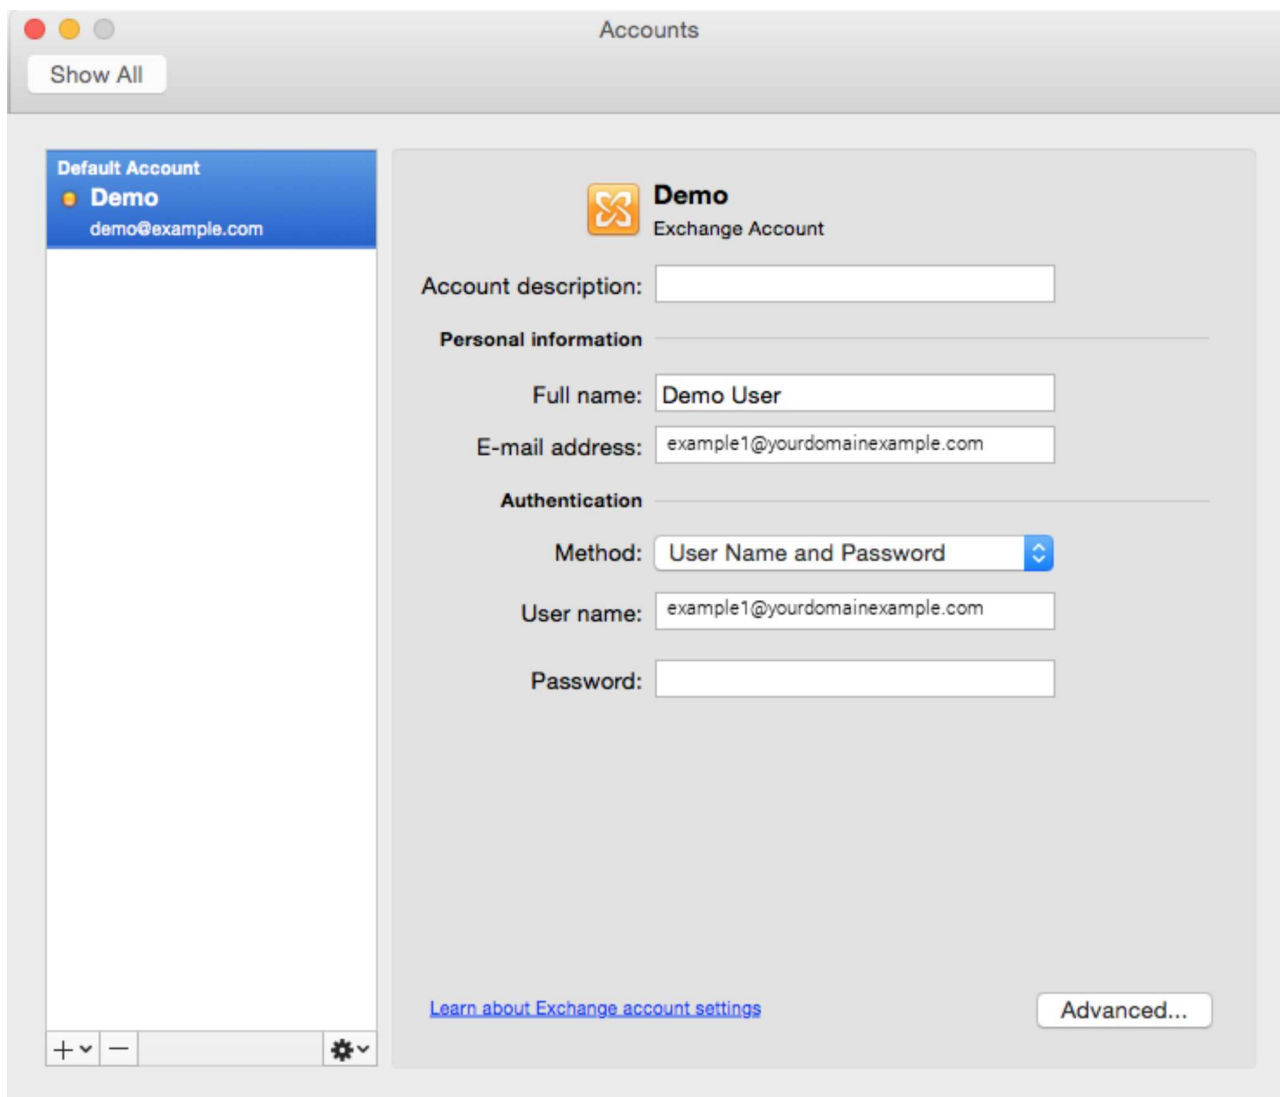 Accounts
Show All
Default Account
Demo
demo@example.com
Demo
Exchange Account
Account description:
Personal information
Full name: Demo User
E-mail address: example1@yourdomainexample.com
Authentication
Method: User Name and Password
User name: example1@yourdomainexample.com
Password:
Learn about Exchange account settings
Advanced...